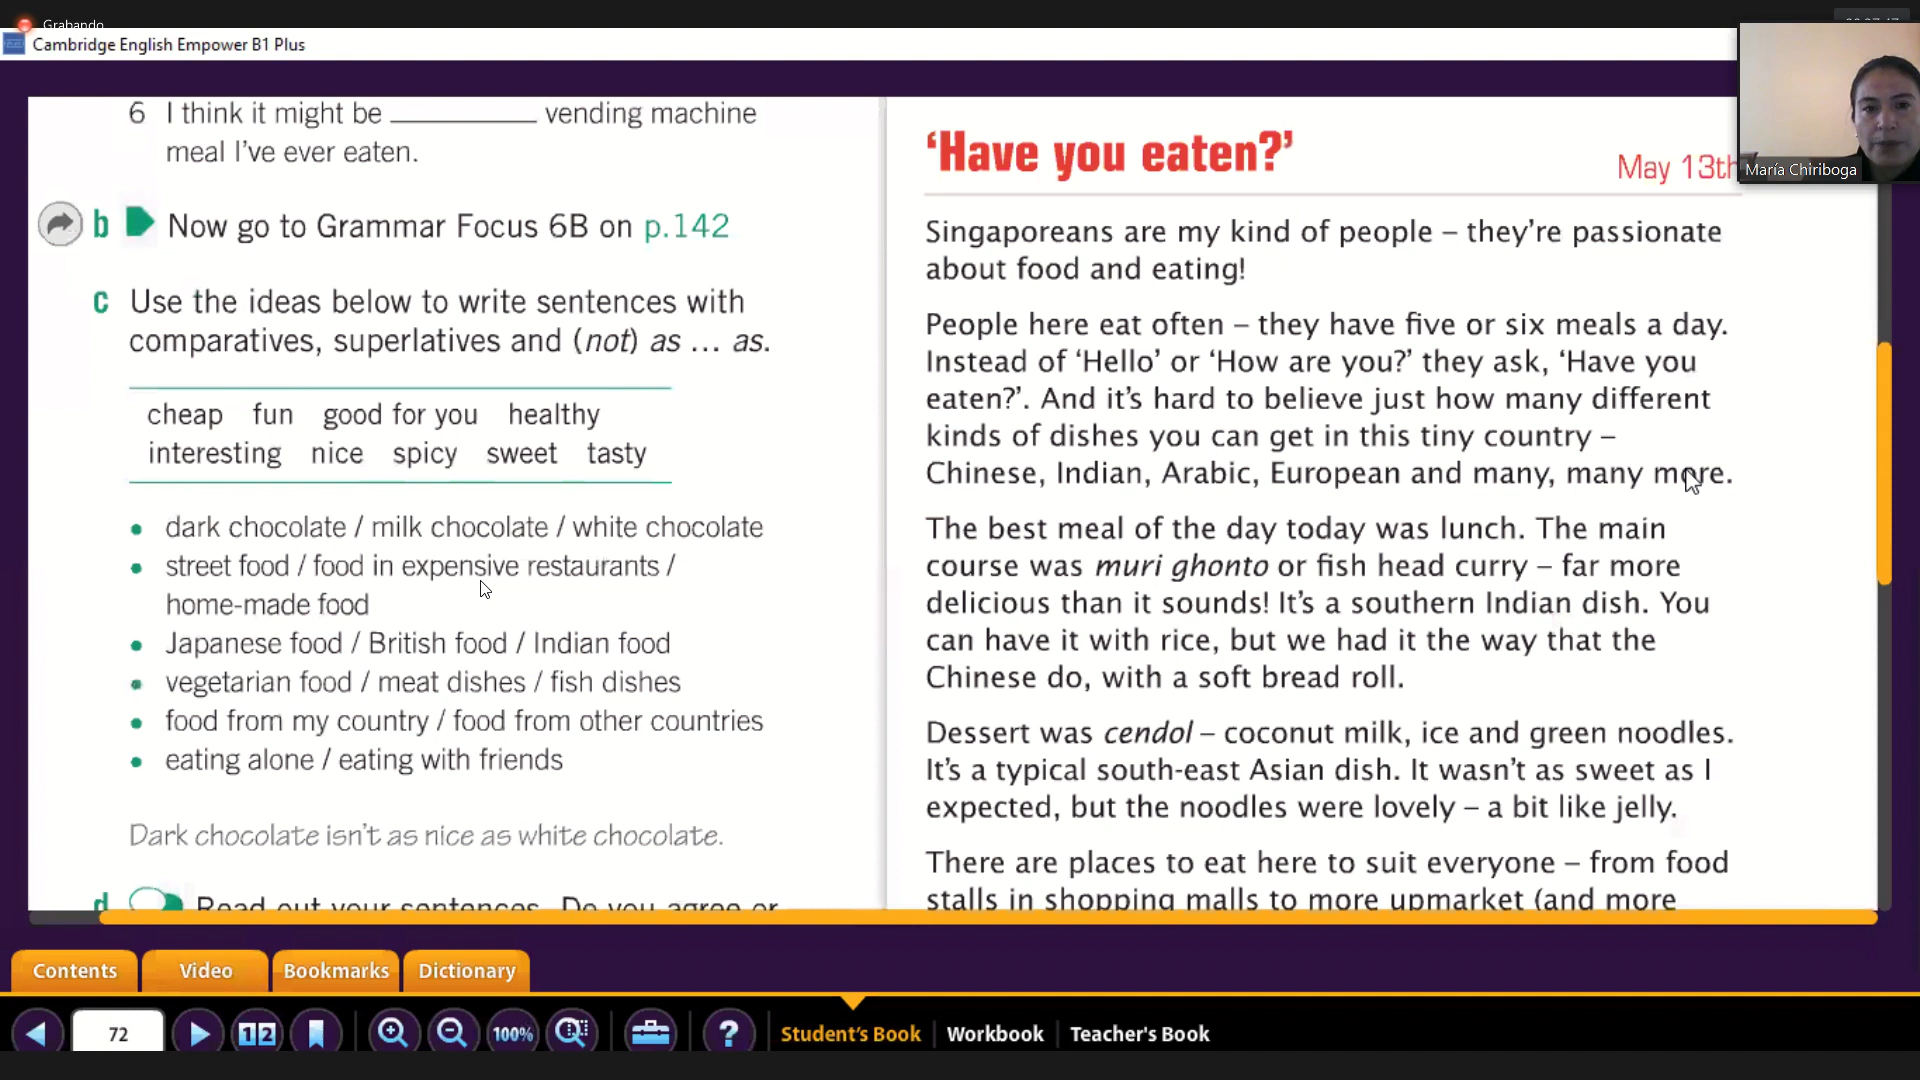 Grabando
Cambridge English Empower B1 Plus
María Chiriboga
6 I think it might be __________ vending machine
meal I've ever eaten.
b Now go to Grammar Focus 6B on p.142
c Use the ideas below to write sentences with
comparatives, superlatives and (not) as … as.
cheap fun good for you healthy
interesting nice spicy sweet tasty
• dark chocolate / milk chocolate / white chocolate
• street food / food in expensive restaurants /
home-made food
• Japanese food / British food / Indian food
• vegetarian food / meat dishes / fish dishes
• food from my country / food from other countries
• eating alone / eating with friends
Dark chocolate isn't as nice as white chocolate.
d Read out your sentences. Do you agree or
'Have you eaten?'
May 13th
Singaporeans are my kind of people – they're passionate
about food and eating!
People here eat often – they have five or six meals a day.
Instead of 'Hello' or 'How are you?' they ask, 'Have you
eaten?'. And it's hard to believe just how many different
kinds of dishes you can get in this tiny country –
Chinese, Indian, Arabic, European and many, many more.
The best meal of the day today was lunch. The main
course was muri ghonto or fish head curry – far more
delicious than it sounds! It's a southern Indian dish. You
can have it with rice, but we had it the way that the
Chinese do, with a soft bread roll.
Dessert was cendol – coconut milk, ice and green noodles.
It's a typical south-east Asian dish. It wasn't as sweet as I
expected, but the noodles were lovely – a bit like jelly.
There are places to eat here to suit everyone – from food
stalls in shopping malls to more upmarket (and more
Contents Video Bookmarks Dictionary
72 12 100% ? Student's Book Workbook Teacher's Book